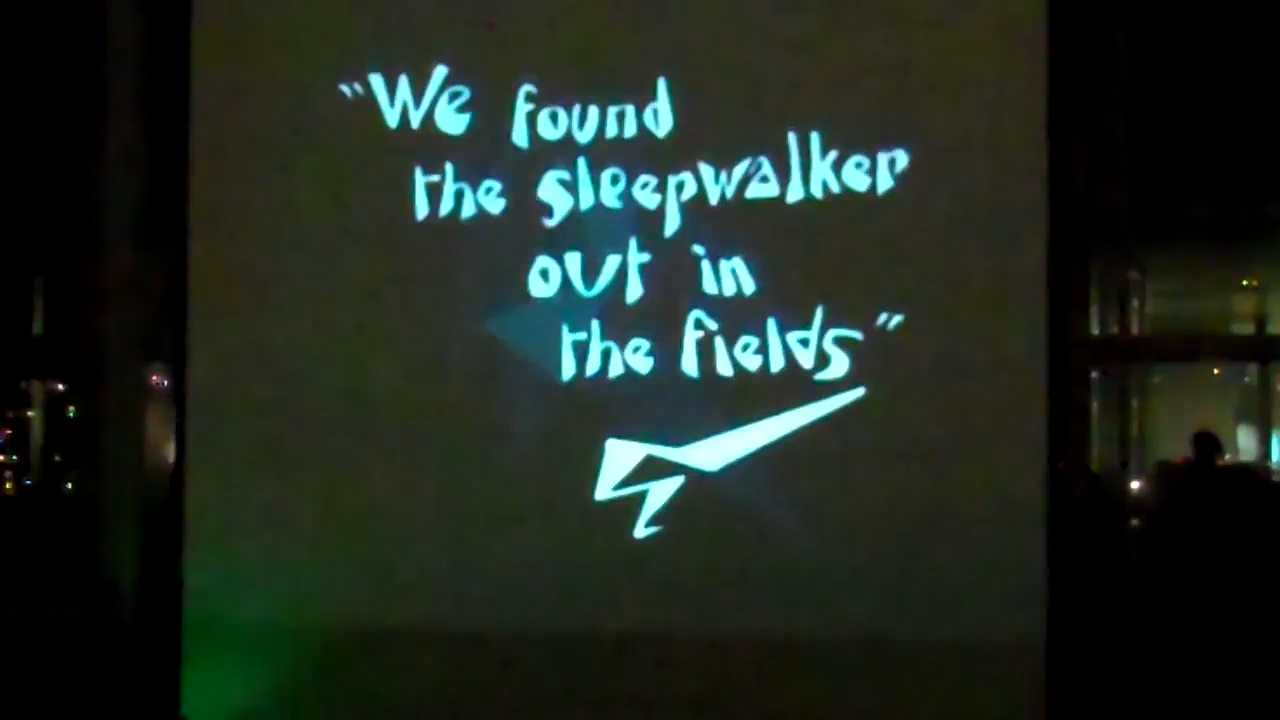 "We found
the sleepwalker
out in
the fields"